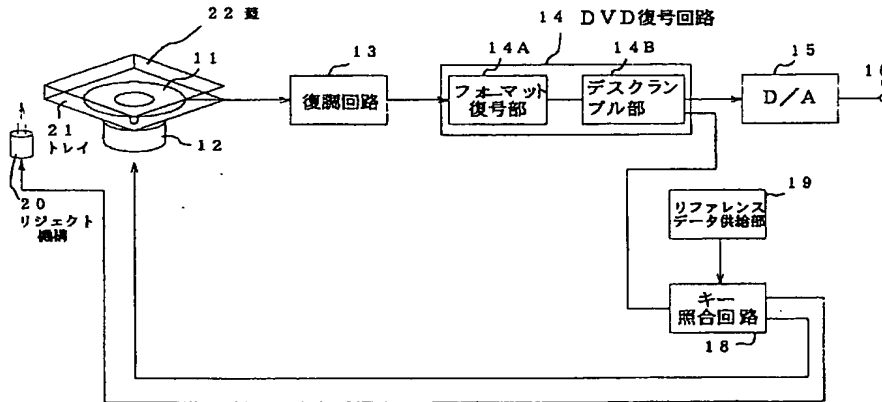 22 蓋
11
21
トレイ
12
20
リジェクト
機構
13
復調回路
14 DVD復号回路
14A
フォーマット
復号部
14B
デスクラン
ブル部
15
D/A
16
19
リファレンス
データ供給部
キー
照合回路
18